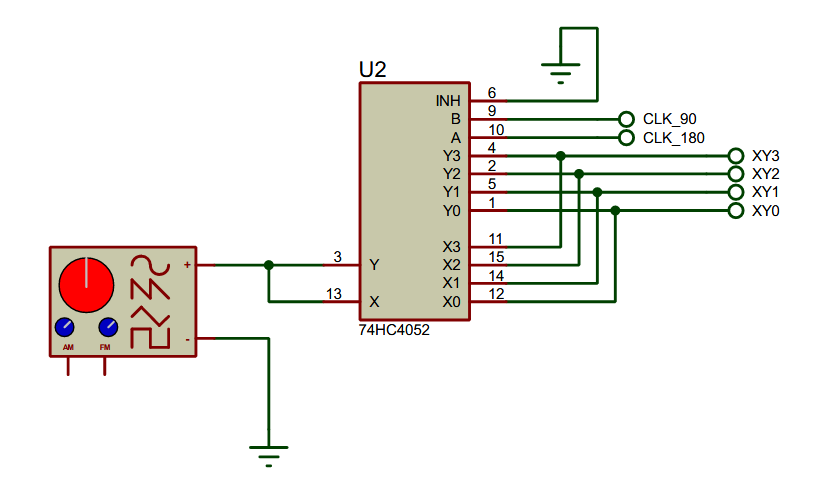 U2
6
INH
9
B
CLK_90
10
A
CLK_180
4
Y3
XY3
2
Y2
XY2
5
Y1
XY1
1
Y0
XY0
11
X3
3
15
+
Y
X2
14
X1
13
12
X
X0
74HC4052
-
AM
FM